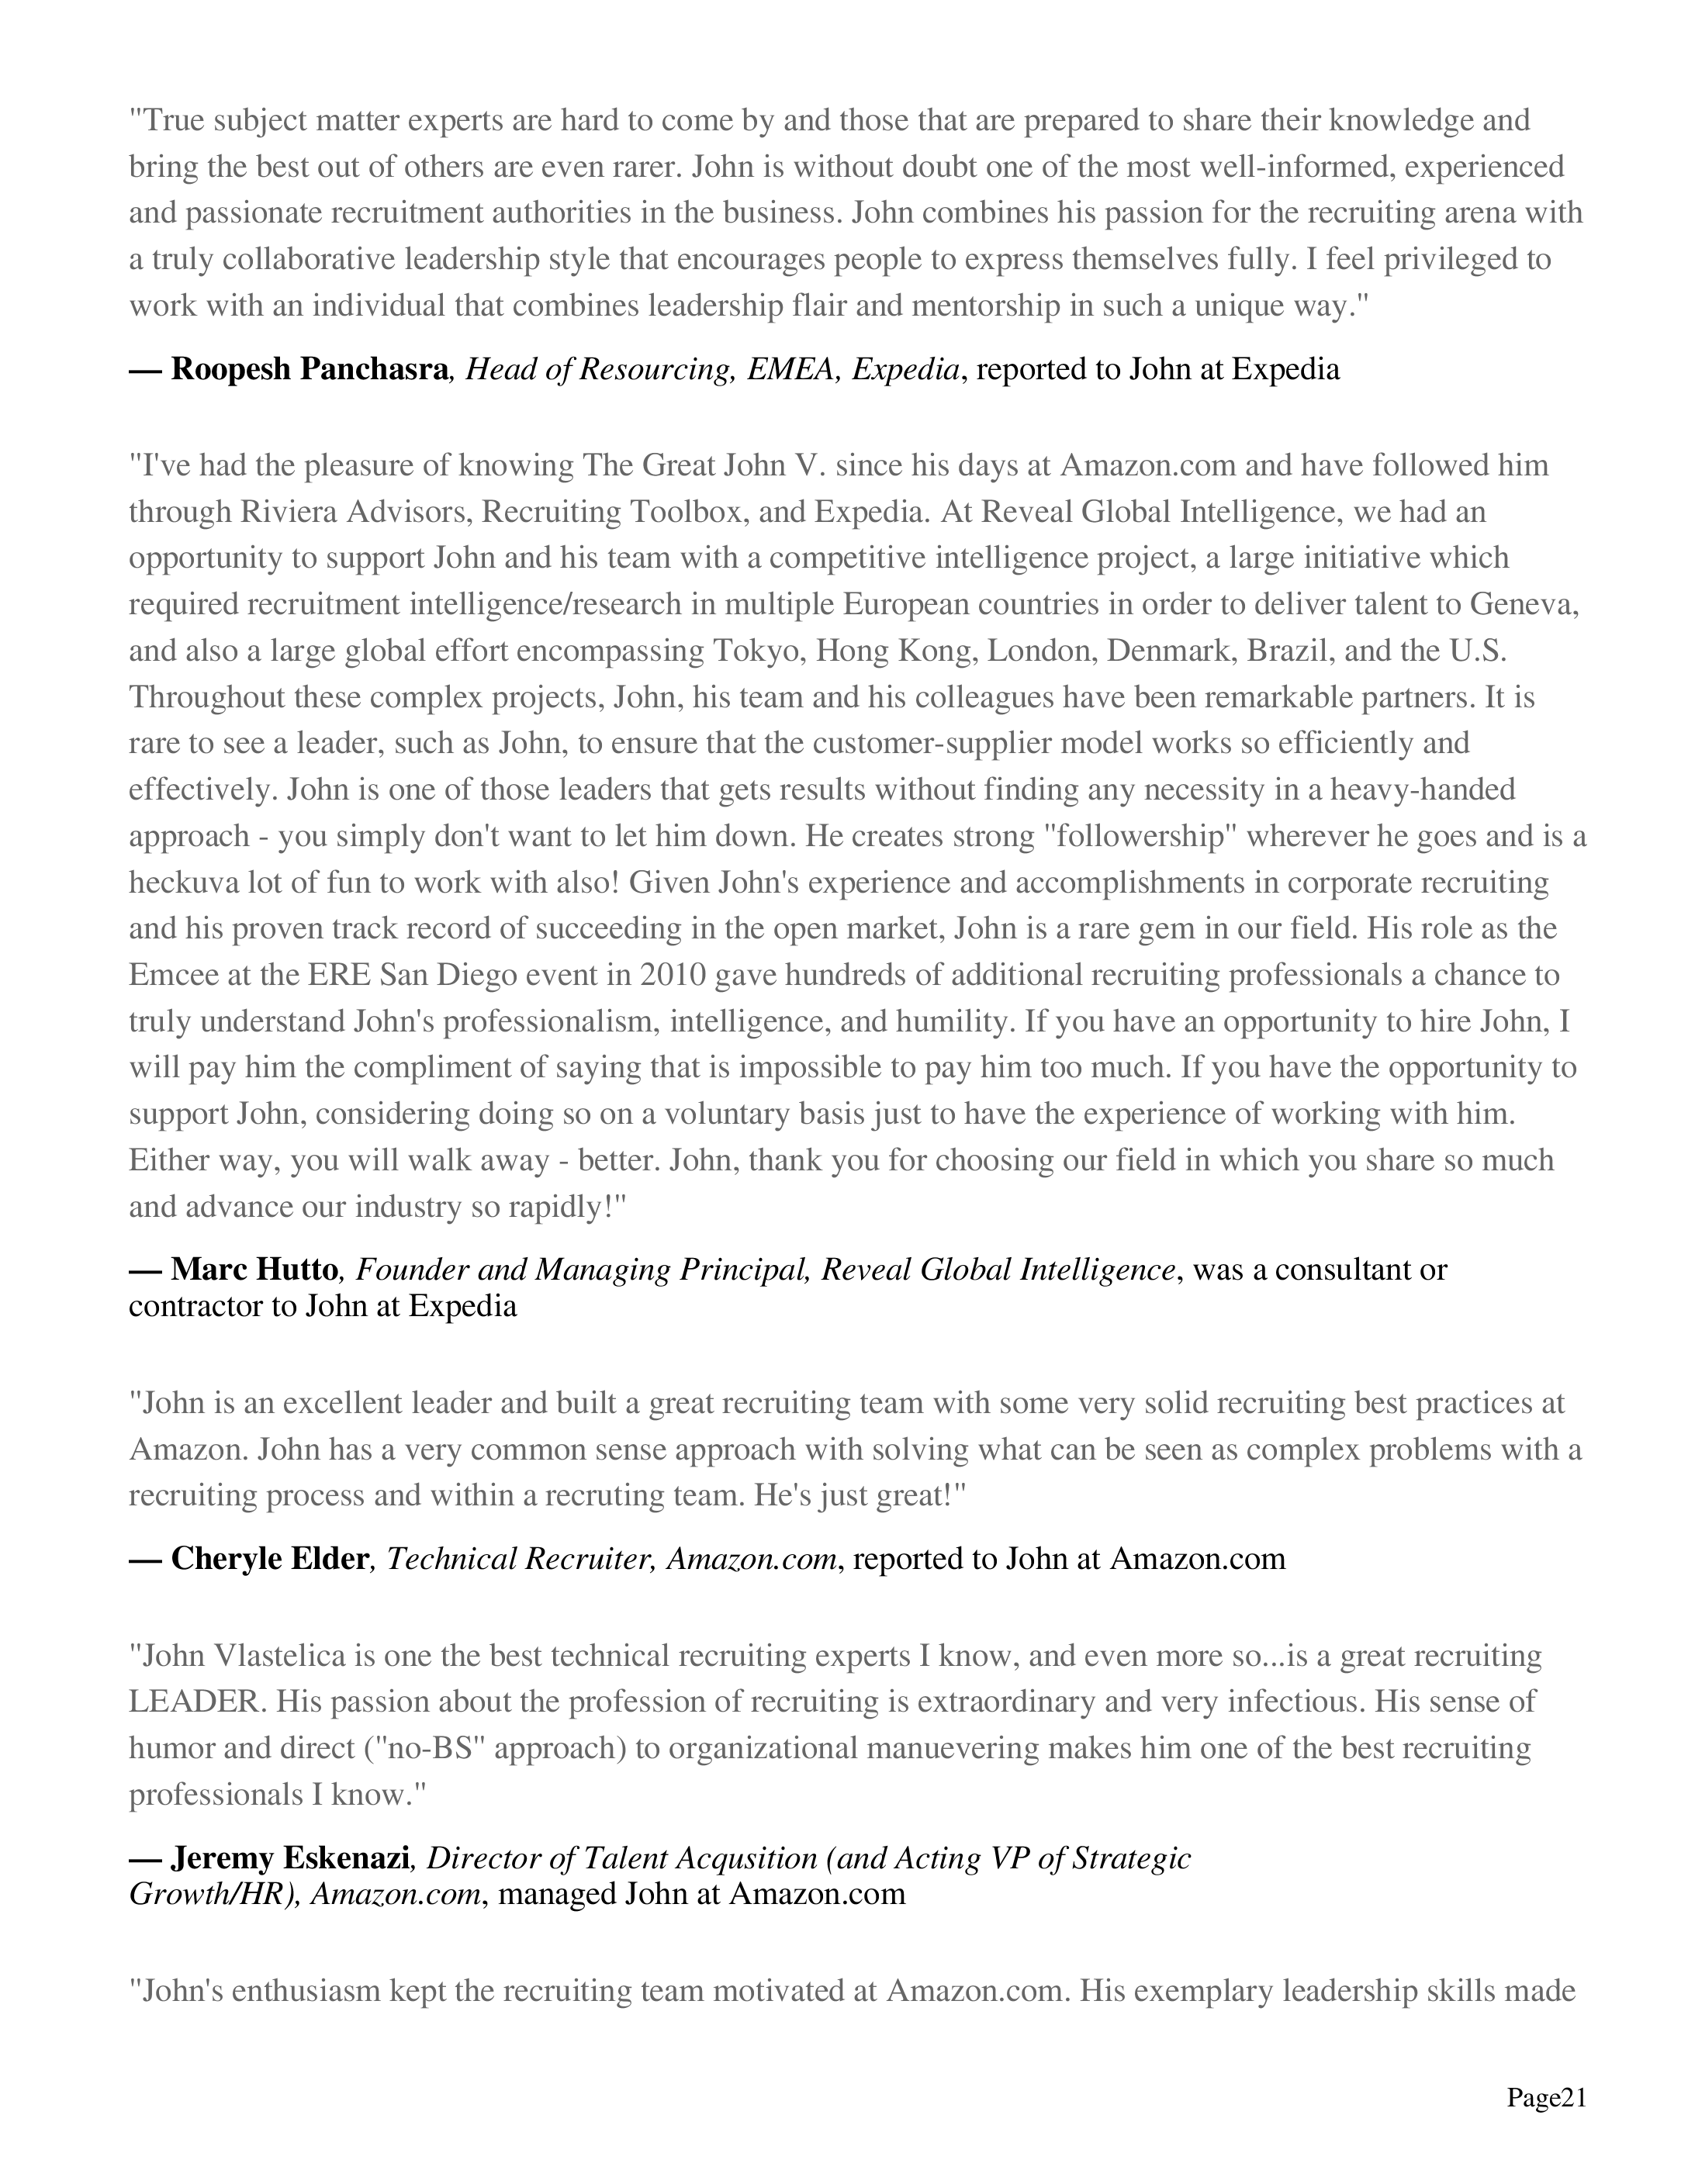 "True subject matter experts are hard to come by and those that are prepared to share their knowledge and
bring the best out of others are even rarer. John is without doubt one of the most well-informed, experienced
and passionate recruitment authorities in the business. John combines his passion for the recruiting arena with
a truly collaborative leadership style that encourages people to express themselves fully. I feel privileged to
work with an individual that combines leadership flair and mentorship in such a unique way."
— Roopesh Panchasra, Head of Resourcing, EMEA, Expedia, reported to John at Expedia
"I've had the pleasure of knowing The Great John V. since his days at Amazon.com and have followed him
through Riviera Advisors, Recruiting Toolbox, and Expedia. At Reveal Global Intelligence, we had an
opportunity to support John and his team with a competitive intelligence project, a large initiative which
required recruitment intelligence/research in multiple European countries in order to deliver talent to Geneva,
and also a large global effort encompassing Tokyo, Hong Kong, London, Denmark, Brazil, and the U.S.
Throughout these complex projects, John, his team and his colleagues have been remarkable partners. It is
rare to see a leader, such as John, to ensure that the customer-supplier model works so efficiently and
effectively. John is one of those leaders that gets results without finding any necessity in a heavy-handed
approach - you simply don't want to let him down. He creates strong "followership" wherever he goes and is a
heckuva lot of fun to work with also! Given John's experience and accomplishments in corporate recruiting
and his proven track record of succeeding in the open market, John is a rare gem in our field. His role as the
Emcee at the ERE San Diego event in 2010 gave hundreds of additional recruiting professionals a chance to
truly understand John's professionalism, intelligence, and humility. If you have an opportunity to hire John, I
will pay him the compliment of saying that is impossible to pay him too much. If you have the opportunity to
support John, considering doing so on a voluntary basis just to have the experience of working with him.
Either way, you will walk away - better. John, thank you for choosing our field in which you share so much
and advance our industry so rapidly!"
— Marc Hutto, Founder and Managing Principal, Reveal Global Intelligence, was a consultant or
contractor to John at Expedia
"John is an excellent leader and built a great recruiting team with some very solid recruiting best practices at
Amazon. John has a very common sense approach with solving what can be seen as complex problems with a
recruiting process and within a recruting team. He's just great!"
— Cheryle Elder, Technical Recruiter, Amazon.com, reported to John at Amazon.com
"John Vlastelica is one the best technical recruiting experts I know, and even more so...is a great recruiting
LEADER. His passion about the profession of recruiting is extraordinary and very infectious. His sense of
humor and direct ("no-BS" approach) to organizational manuevering makes him one of the best recruiting
professionals I know."
— Jeremy Eskenazi, Director of Talent Acqusition (and Acting VP of Strategic
Growth/HR), Amazon.com, managed John at Amazon.com
"John's enthusiasm kept the recruiting team motivated at Amazon.com. His exemplary leadership skills made
Page21